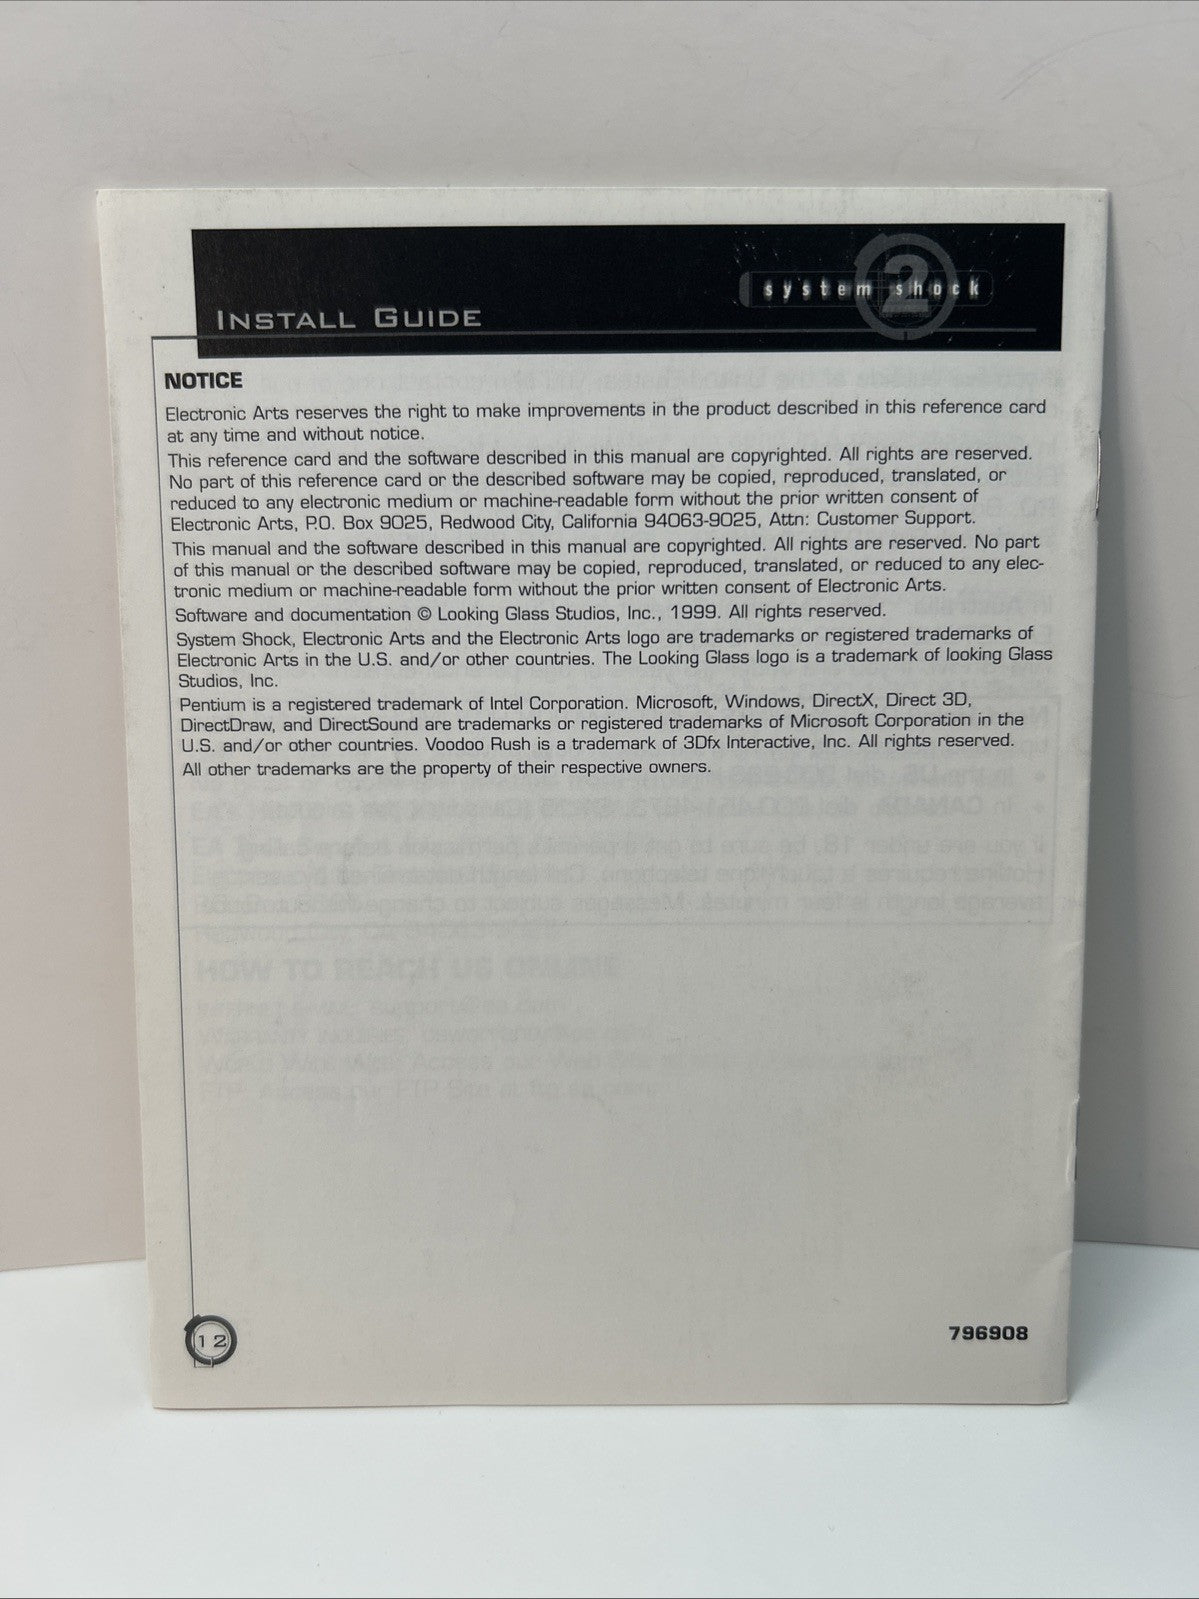 system shock
2
INSTALL GUIDE
NOTICE
Electronic Arts reserves the right to make improvements in the product described in this reference card
at any time and without notice.
This reference card and the software described in this manual are copyrighted. All rights are reserved.
No part of this reference card or the described software may be copied, reproduced, translated, or
reduced to any electronic medium or machine-readable form without the prior written consent of
Electronic Arts, P.O. Box 9025, Redwood City, California 94063-9025, Attn: Customer Support.
This manual and the software described in this manual are copyrighted. All rights are reserved. No part
of this manual or the described software may be copied, reproduced, translated, or reduced to any elec-
tronic medium or machine-readable form without the prior written consent of Electronic Arts.
Software and documentation © Looking Glass Studios, Inc., 1999. All rights reserved.
System Shock, Electronic Arts and the Electronic Arts logo are trademarks or registered trademarks of
Electronic Arts in the U.S. and/or other countries. The Looking Glass logo is a trademark of looking Glass
Studios, Inc.
Pentium is a registered trademark of Intel Corporation. Microsoft, Windows, DirectX, Direct 3D,
DirectDraw, and DirectSound are trademarks or registered trademarks of Microsoft Corporation in the
U.S. and/or other countries. Voodoo Rush is a trademark of 3Dfx Interactive, Inc. All rights reserved.
All other trademarks are the property of their respective owners.
HOW TO REACH US ONLINE
12
796908